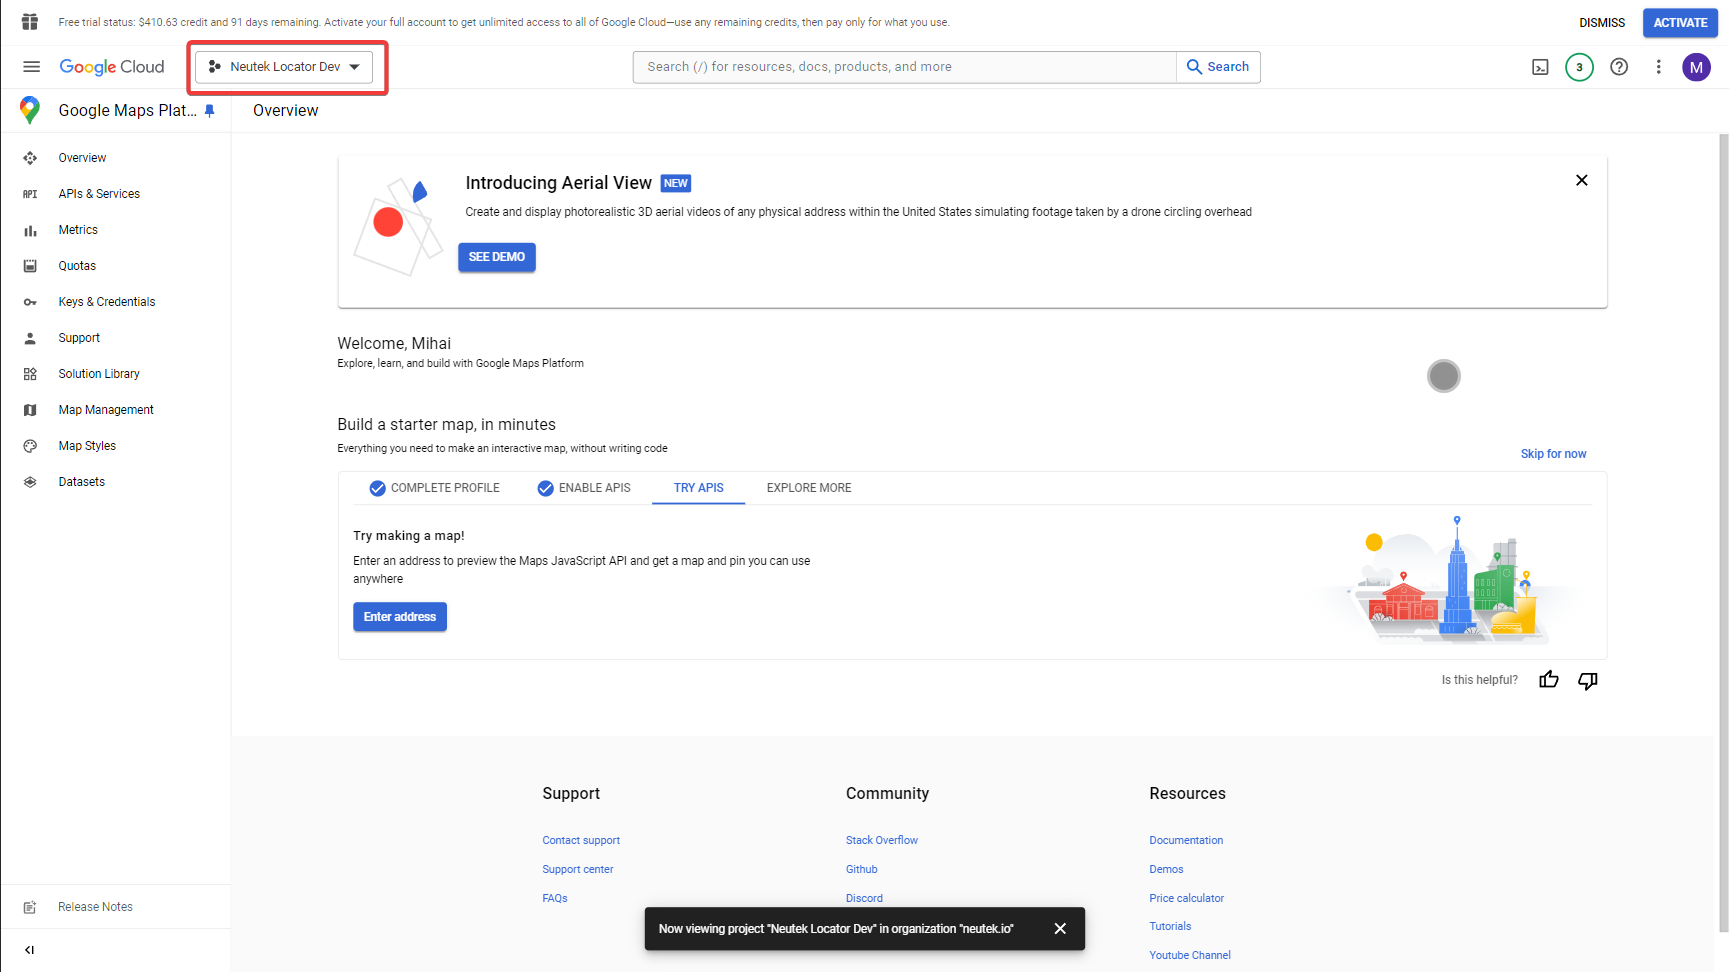 Free trial status: $410.63 credit and 91 days remaining. Activate your full account to get unlimited access to all of Google Cloud—use any remaining credits, then pay only for what you use.
DISMISS
ACTIVATE
Google Cloud
Neutek Locator Dev
Search (/) for resources, docs, products, and more
Search
3
M
Google Maps Plat...
Overview
Overview
API APIs & Services
Metrics
Quotas
Keys & Credentials
Support
Solution Library
Map Management
Map Styles
Datasets
Release Notes
Introducing Aerial View NEW
Create and display photorealistic 3D aerial videos of any physical address within the United States simulating footage taken by a drone circling overhead
SEE DEMO
Welcome, Mihai
Explore, learn, and build with Google Maps Platform
Build a starter map, in minutes
Everything you need to make an interactive map, without writing code
Skip for now
COMPLETE PROFILE
ENABLE APIS
TRY APIS
EXPLORE MORE
Try making a map!
Enter an address to preview the Maps JavaScript API and get a map and pin you can use
anywhere
Enter address
Is this helpful?
Support
Contact support
Support center
FAQs
Community
Stack Overflow
Github
Discord
Resources
Documentation
Demos
Price calculator
Tutorials
Youtube Channel
Now viewing project "Neutek Locator Dev" in organization "neutek.io"